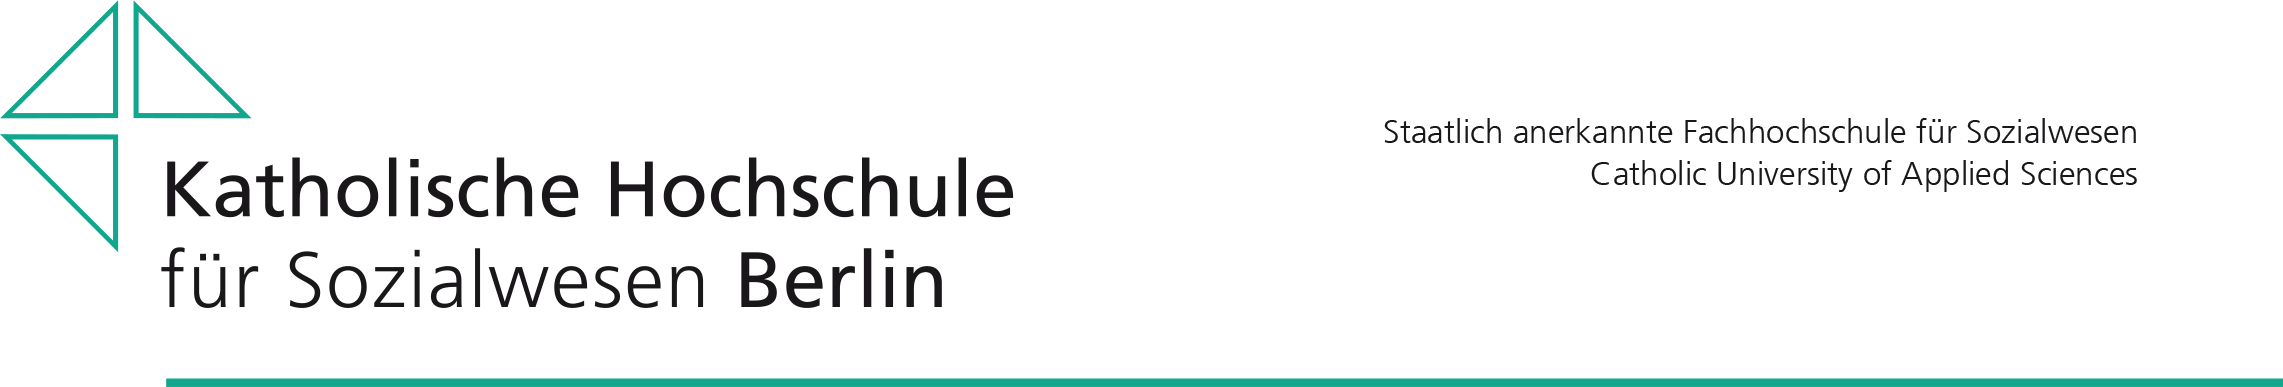 Katholische Hochschule
für Sozialwesen Berlin
Staatlich anerkannte Fachhochschule für Sozialwesen
Catholic University of Applied Sciences